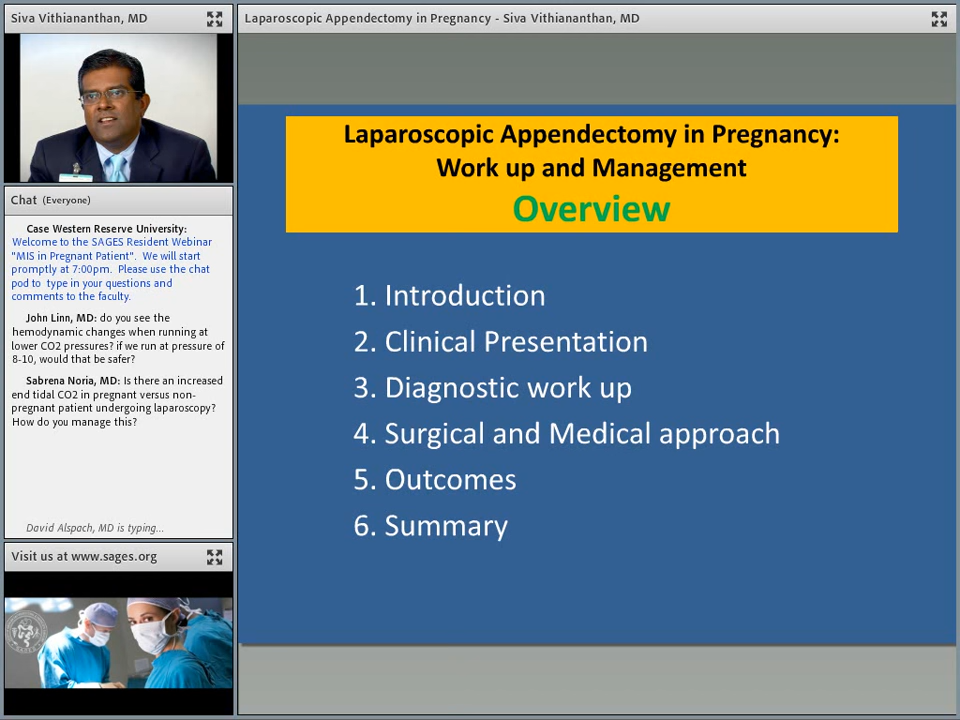 Siva Vithiananthan, MD
Laparoscopic Appendectomy in Pregnancy - Siva Vithiananthan, MD
Chat (Everyone)
Case Western Reserve University:
Welcome to the SAGES Resident Webinar
"MIS in Pregnant Patient". We will start
promptly at 7:00pm. Please use the chat
pod to type in your questions and
comments to the faculty.
John Linn, MD: do you see the
hemodynamic changes when running at
lower CO2 pressures? if we run at pressure of
8-10, would that be safer?
Sabrena Noria, MD: Is there an increased
end tidal CO2 in pregnant versus non-
pregnant patient undergoing laparoscopy?
How do you manage this?
David Alspach, MD is typing...
Visit us at www.sages.org
Laparoscopic Appendectomy in Pregnancy:
Work up and Management
Overview
1. Introduction
2. Clinical Presentation
3. Diagnostic work up
4. Surgical and Medical approach
5. Outcomes
6. Summary